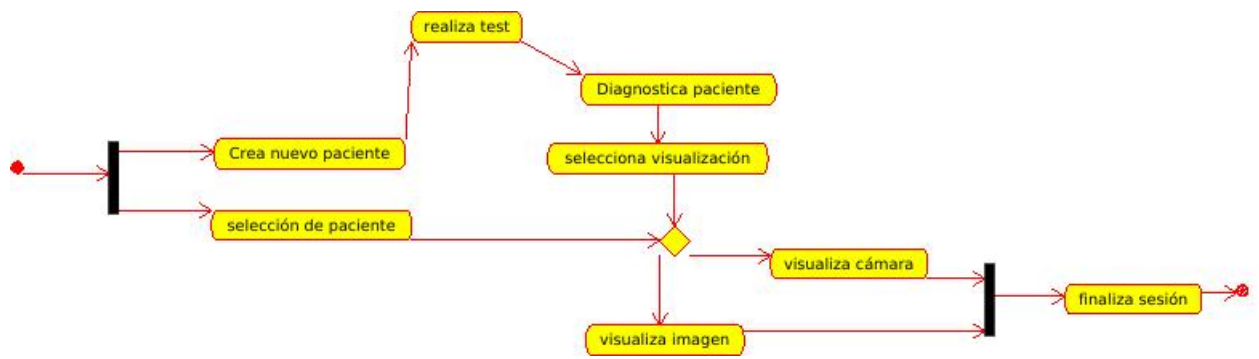 realiza test
Diagnostica paciente
Crea nuevo paciente
selecciona visualización
selección de paciente
visualiza cámara
finaliza sesión
visualiza imagen